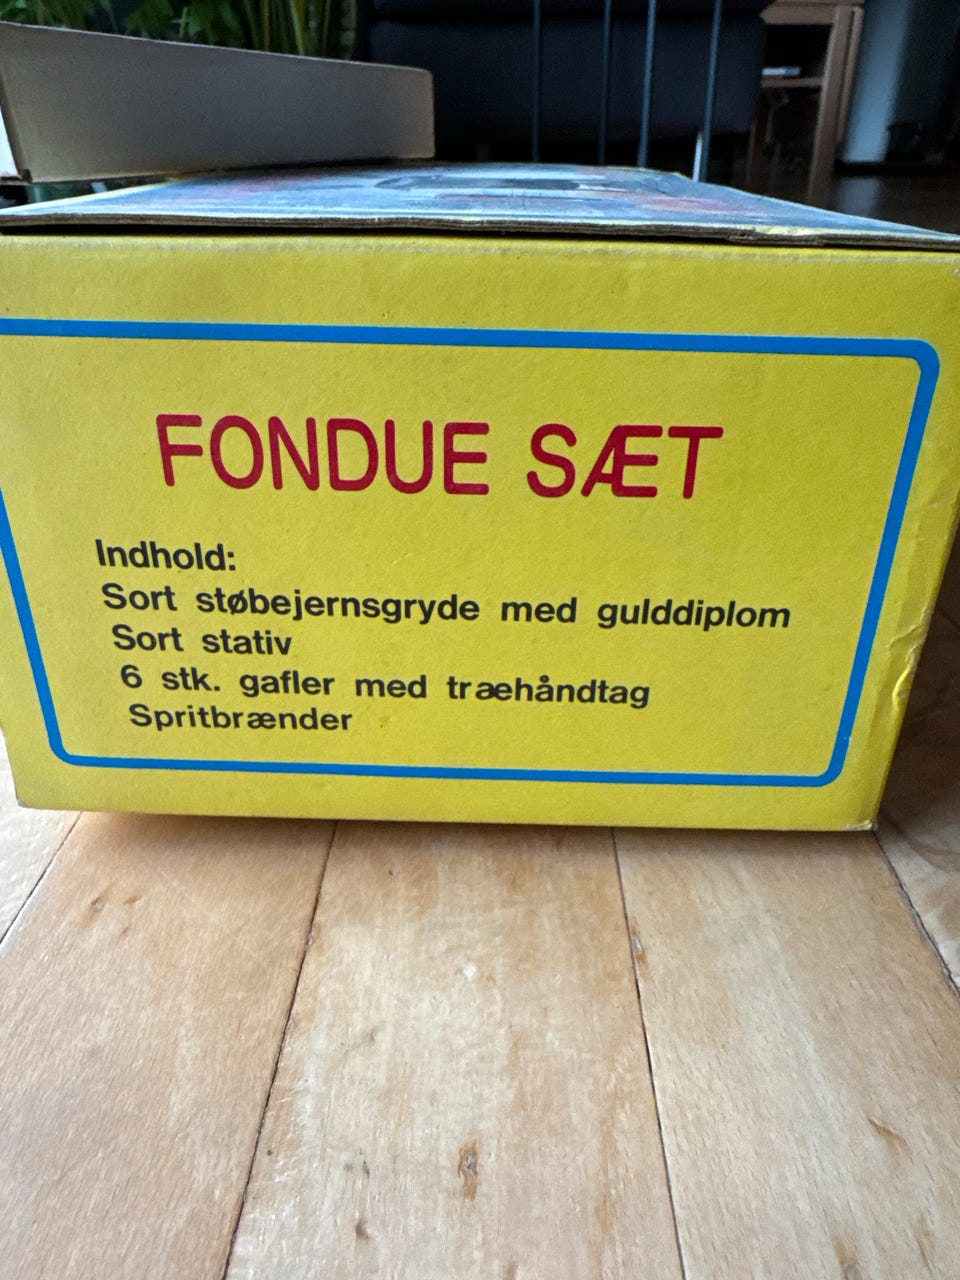 FONDUE SÆT
Indhold:
Sort støbejernsgryde med gulddiplom
Sort stativ
6 stk. gafler med træhåndtag
Spritbrænder